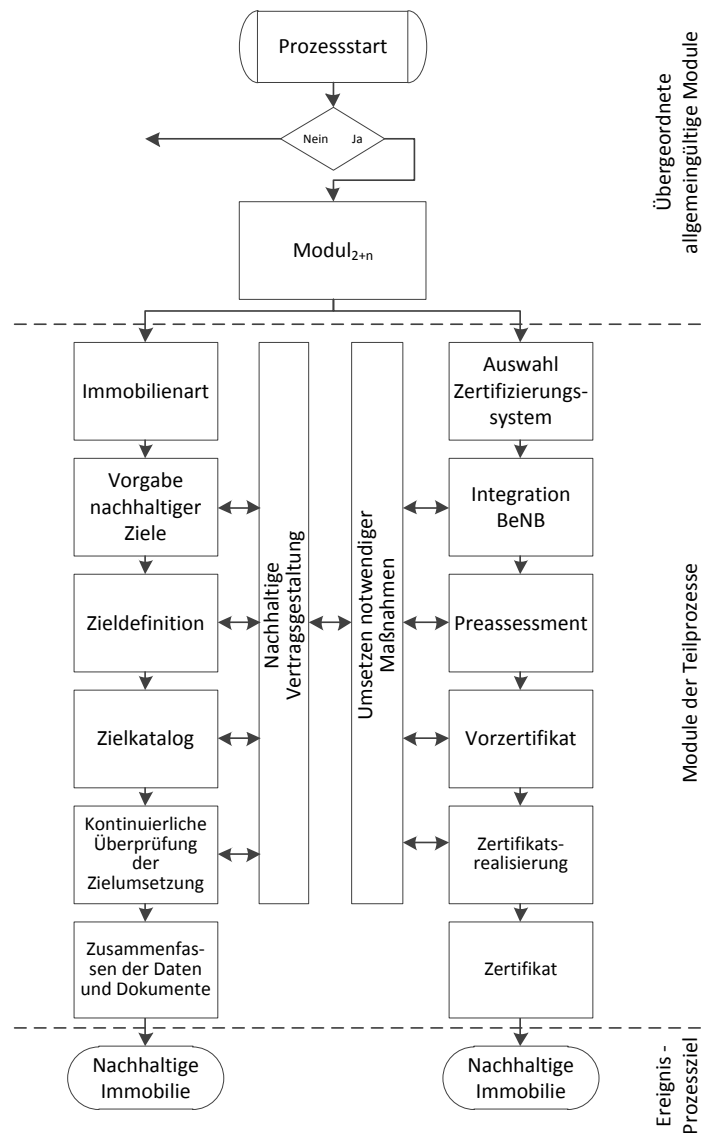 Prozessstart
Nein Ja
Modul2+n
Übergeordnete
allgemeingültige Module
Immobilienart
Vorgabe
nachhaltiger
Ziele
Zieldefinition
Zielkatalog
Kontinuierliche
Überprüfung
der
Zielumsetzung
Zusammenfas-
sen der Daten
und Dokumente
Nachhaltige
Vertragsgestaltung
Umsetzen notwendiger
Maßnahmen
Auswahl
Zertifizierungs-
system
Integration
BeNB
Preassessment
Vorzertifikat
Zertifikats-
realisierung
Zertifikat
Module der Teilprozesse
Nachhaltige
Immobilie
Nachhaltige
Immobilie
Ereignis -
Prozessziel